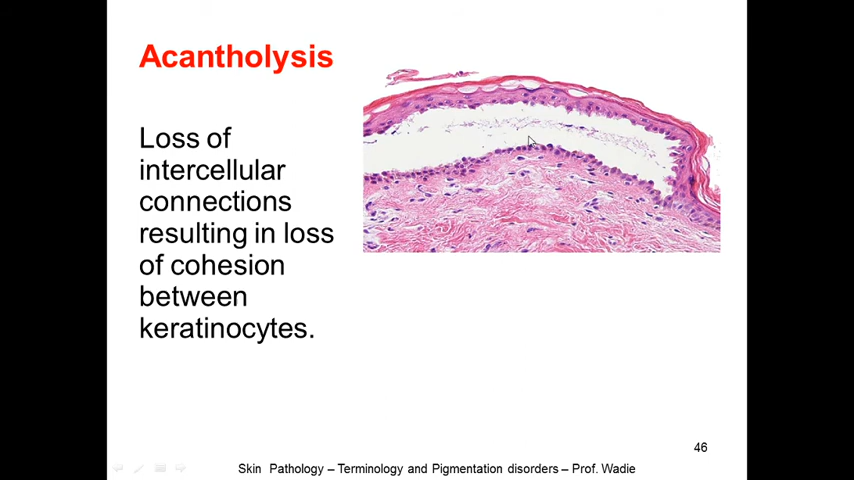 Acantholysis
Loss of
intercellular
connections
resulting in loss
of cohesion
between
keratinocytes.
46
Skin Pathology – Terminology and Pigmentation disorders – Prof. Wadie